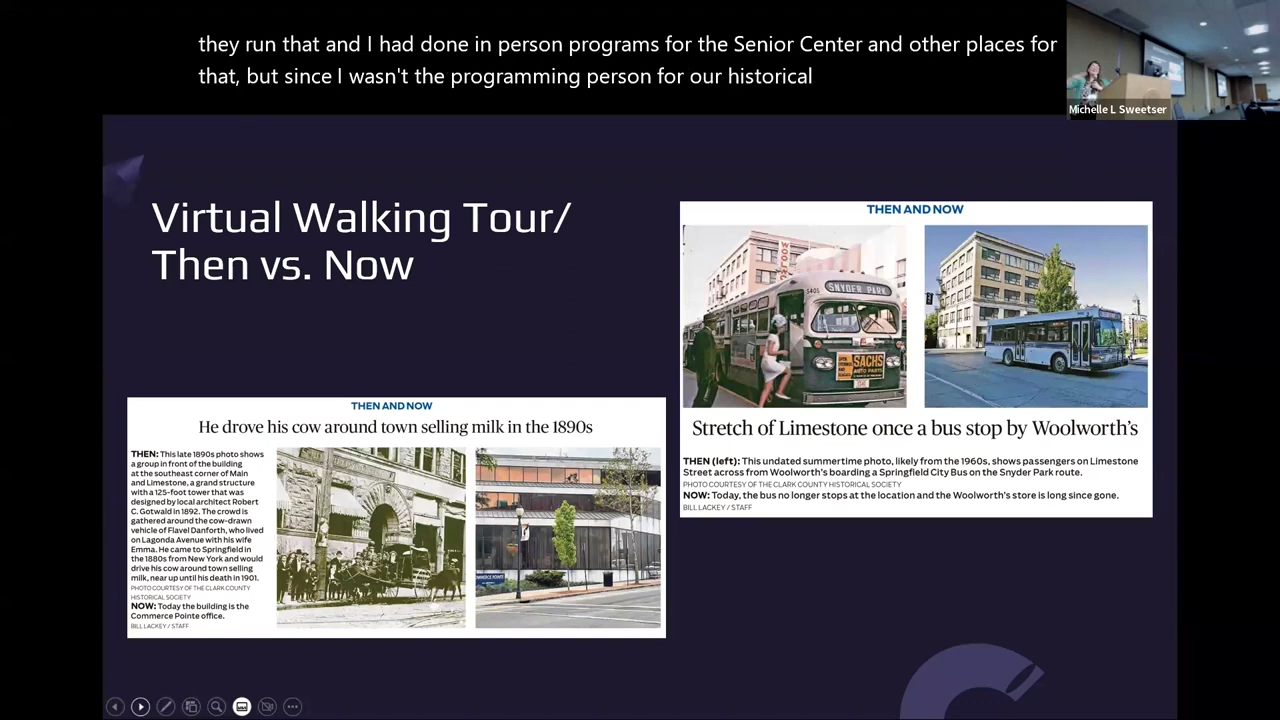 they run that and I had done in person programs for the Senior Center and other places for
that, but since I wasn't the programming person for our historical
Michelle L Sweetser
Virtual Walking Tour/
Then vs. Now
THEN AND NOW
SNYDER PARK
SACHS
AUTO PARTS
Stretch of Limestone once a bus stop by Woolworth's
THEN (left): This undated summertime photo, likely from the 1960s, shows passengers on Limestone
Street across from Woolworth's boarding a Springfield City Bus on the Snyder Park route.
PHOTO COURTESY OF THE CLARK COUNTY HISTORICAL SOCIETY
NOW: Today, the bus no longer stops at the location and the Woolworth's store is long since gone.
BILL LACKEY / STAFF
THEN AND NOW
He drove his cow around town selling milk in the 1890s
THEN: This late 1890s photo shows
a group in front of the building
at the southeast corner of Main
and Limestone, a grand structure
with a 125-foot tower that was
designed by local architect Robert
C. Gotwald in 1892. The crowd is
gathered around the cow-drawn
vehicle of Flavel Danforth, who lived
on Lagonda Avenue with his wife
Emma. He came to Springfield in
the 1880s from New York and would
drive his cow around town selling
milk, near up until his death in 1901.
PHOTO COURTESY OF THE CLARK COUNTY
HISTORICAL SOCIETY
NOW: Today the building is the
Commerce Pointe office.
BILL LACKEY / STAFF